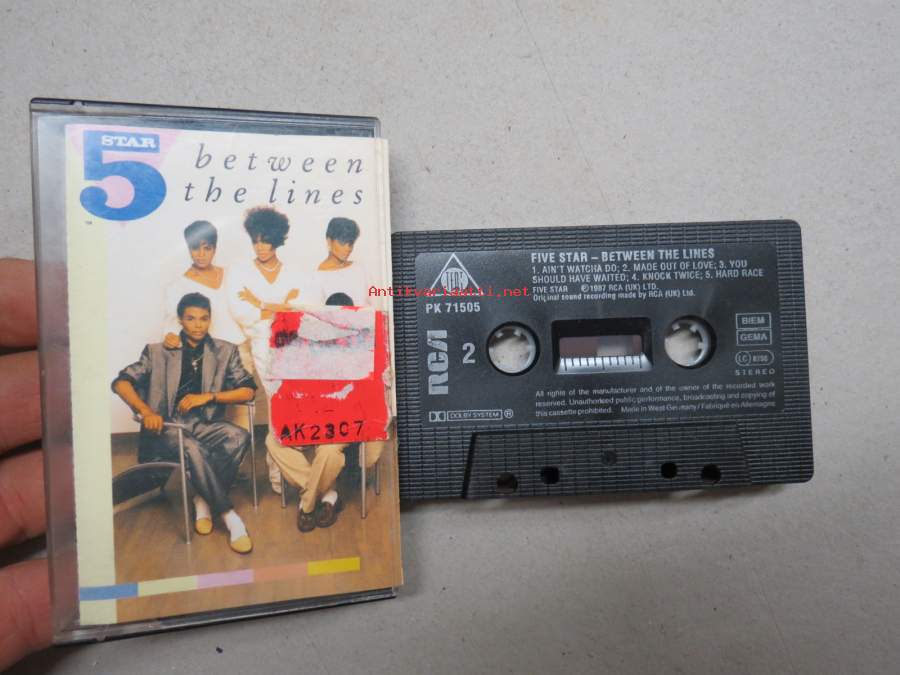 5 STAR
between
the lines
TM
AK2307
Antikvariaatti.net
FIVE STAR – BETWEEN THE LINES
1. AIN'T WATCHA DO; 2. MADE OUT OF LOVE; 3. YOU
SHOULD HAVE WAITED; 4. KNOCK TWICE; 5. HARD RACE
FIVE STAR ℗1987 RCA (UK) LTD.
Original sound recording made by RCA (UK) Ltd.
TENT
PK 71505
RCA
2
BIEM
GEMA
LC 0316
STEREO
All rights of the manufacturer and of the owner of the recorded work
reserved. Unauthorised public performance, broadcasting and copying of
this cassette prohibited. Made in West Germany / Fabriqué en Allemagne
DOLBY SYSTEM ®